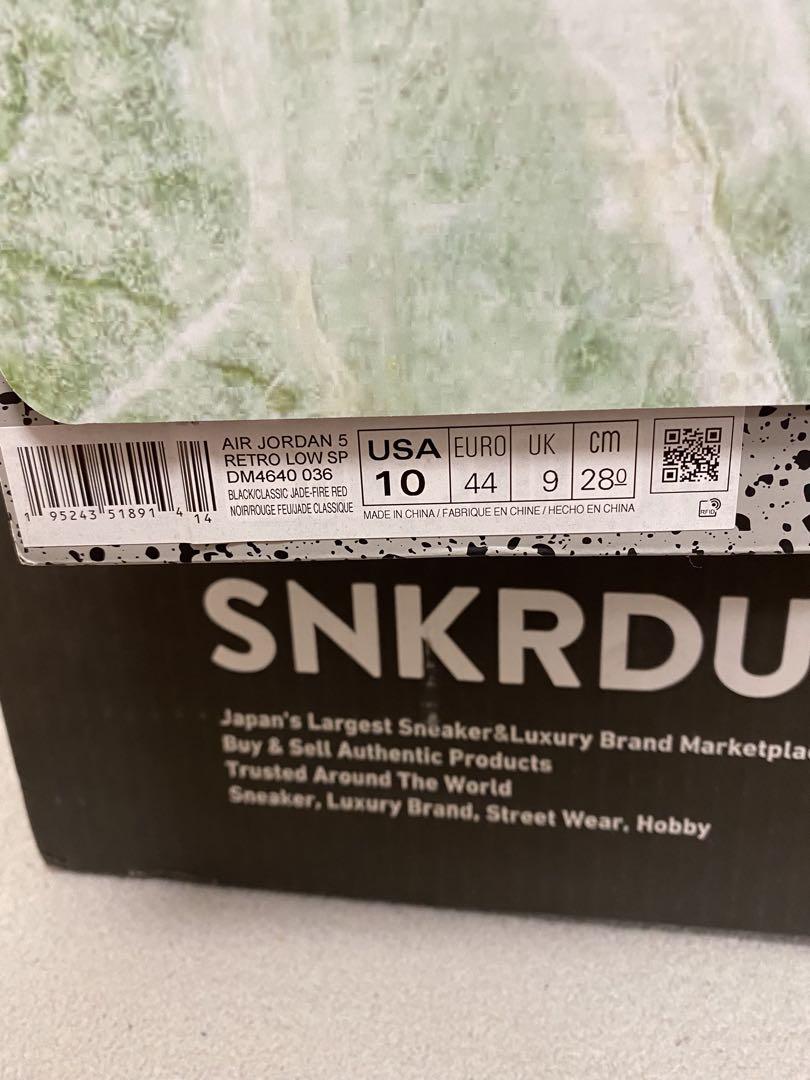 AIR JORDAN 5
RETRO LOW SP
DM4640 036
BLACK/CLASSIC JADE-FIRE RED
NOIR/ROUGE FEU/JADE CLASSIQUE
1 95243 51891 4 14
USA
10
EURO
44
UK
9
cm
280
MADE IN CHINA / FABRIQUE EN CHINE / HECHO EN CHINA
RFID
SNKRDU
Japan's Largest Sneaker&Luxury Brand Marketpla
Buy & Sell Authentic Products
Trusted Around The World
Sneaker, Luxury Brand, Street Wear, Hobby